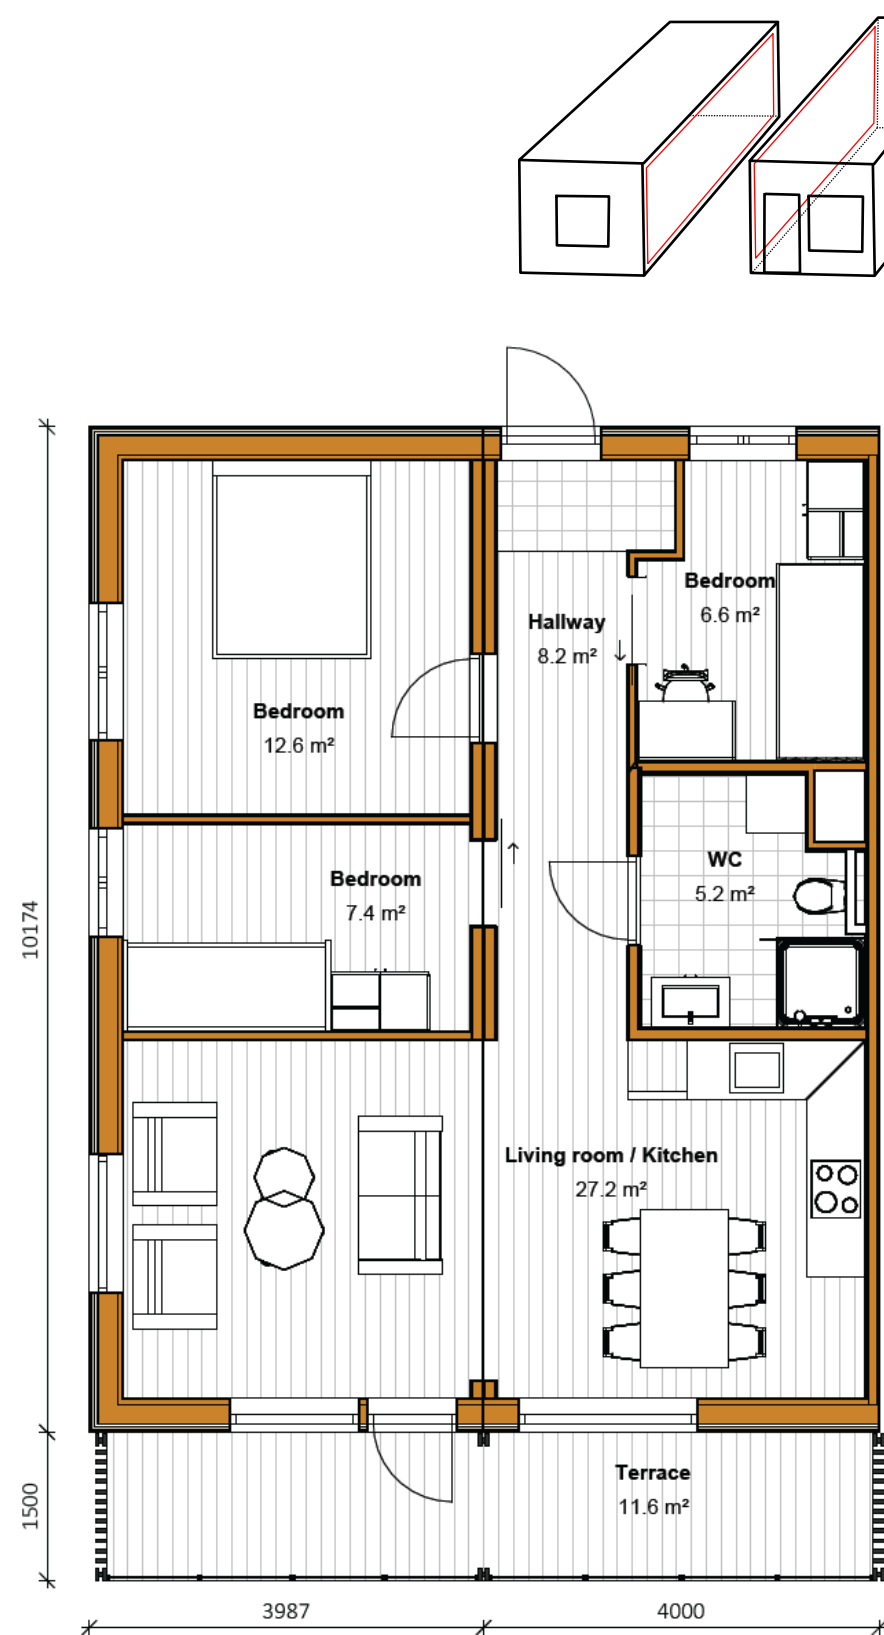 Bedroom
6.6 m²
Hallway
8.2 m²
Bedroom
12.6 m²
WC
5.2 m²
Bedroom
7.4 m²
10174
Living room / Kitchen
27.2 m²
Terrace
11.6 m²
1500
3987
4000